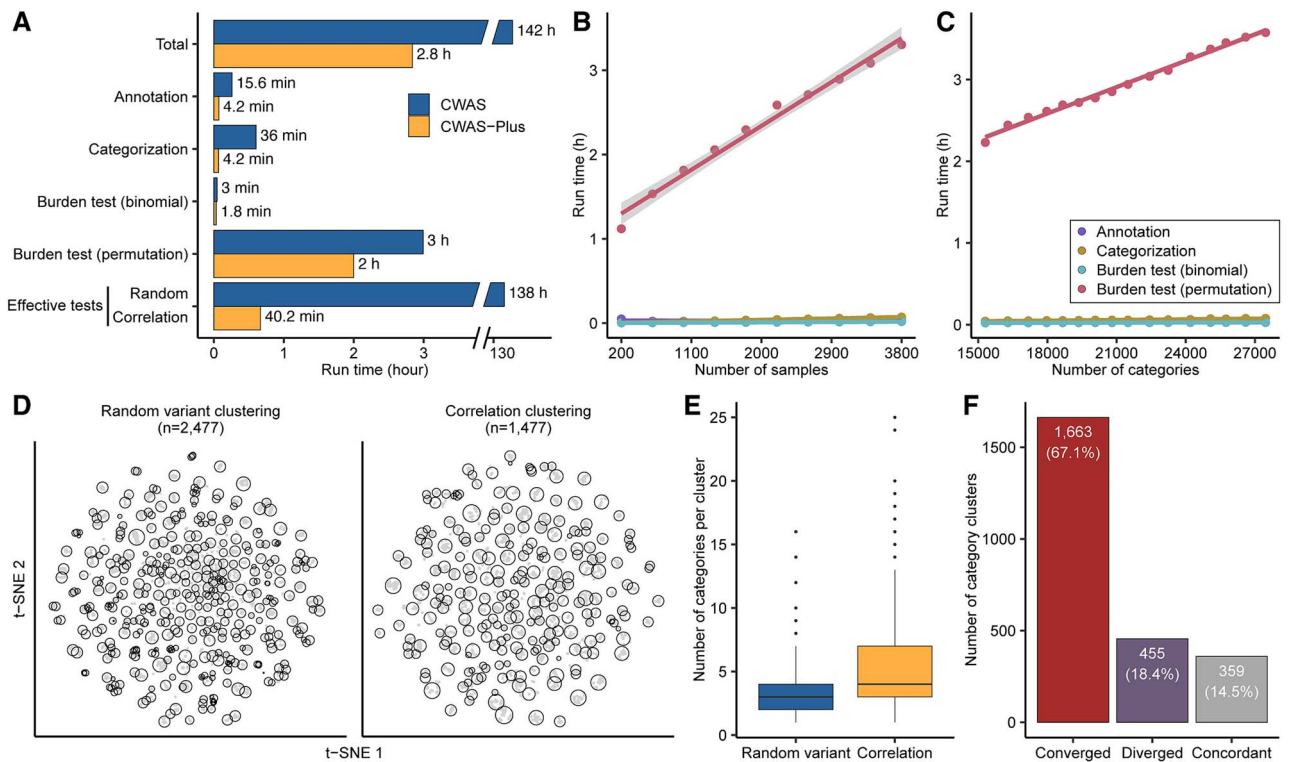 A
Total
Annotation
Categorization
Burden test (binomial)
Burden test (permutation)
Effective tests
Random
Correlation
142 h
2.8 h
15.6 min
4.2 min
36 min
4.2 min
3 min
1.8 min
3 h
2 h
138 h
40.2 min
CWAS
CWAS−Plus
0 1 2 3 130
Run time (hour)
B
Run time (h)
3
2
1
0
200 1100 2000 2900 3800
Number of samples
C
Run time (h)
3
2
1
0
Annotation
Categorization
Burden test (binomial)
Burden test (permutation)
15000 18000 21000 24000 27000
Number of categories
D
Random variant clustering
(n=2,477)
Correlation clustering
(n=1,477)
t−SNE 2
t−SNE 1
E
Number of categories per cluster
25
20
15
10
5
0
Random variant Correlation
F
Number of category clusters
1500
1000
500
0
1,663
(67.1%)
455
(18.4%)
359
(14.5%)
Converged Diverged Concordant